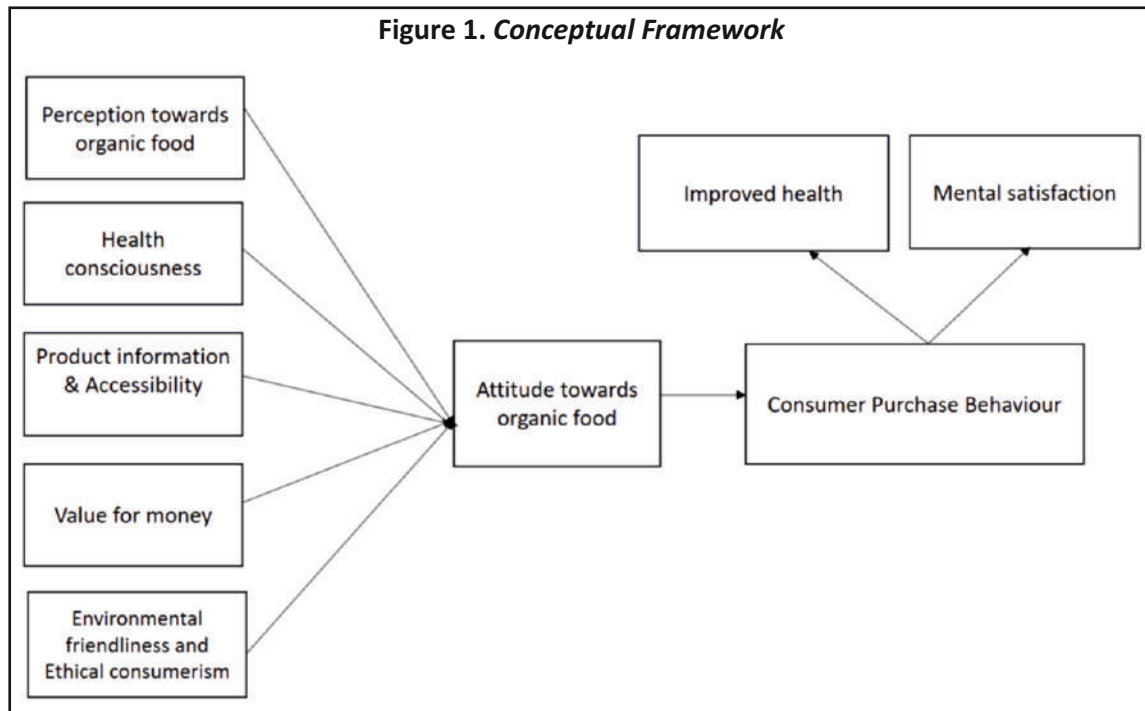 Figure 1. Conceptual Framework
Perception towards
organic food
Health
consciousness
Product information
& Accessibility
Value for money
Environmental
friendliness and
Ethical consumerism
Attitude towards
organic food
Consumer Purchase Behaviour
Improved health
Mental satisfaction